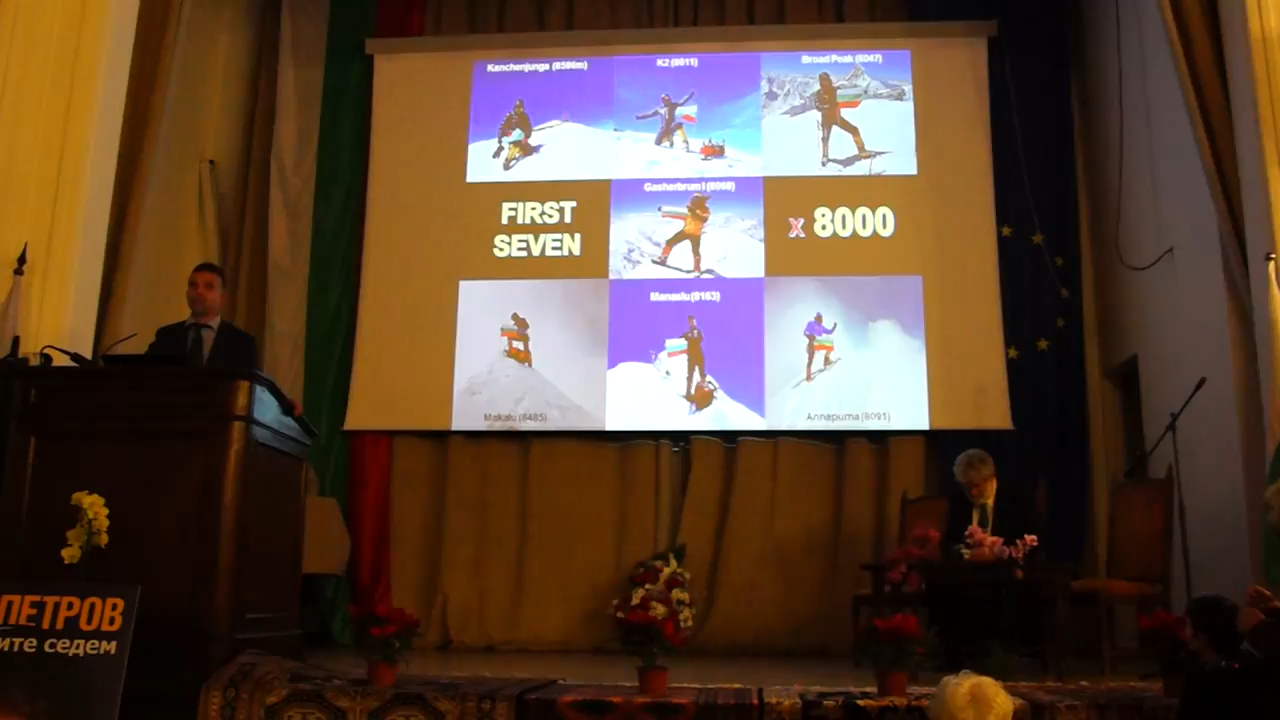 Kanchenjunga (8586m)
K2 (8611)
Broad Peak (8047)
FIRST
SEVEN
Gasherbrum I (8068)
x 8000
Manaslu (8163)
Makalu (8485)
Annapurna (8091)
ПЕТРОВ
ите седем